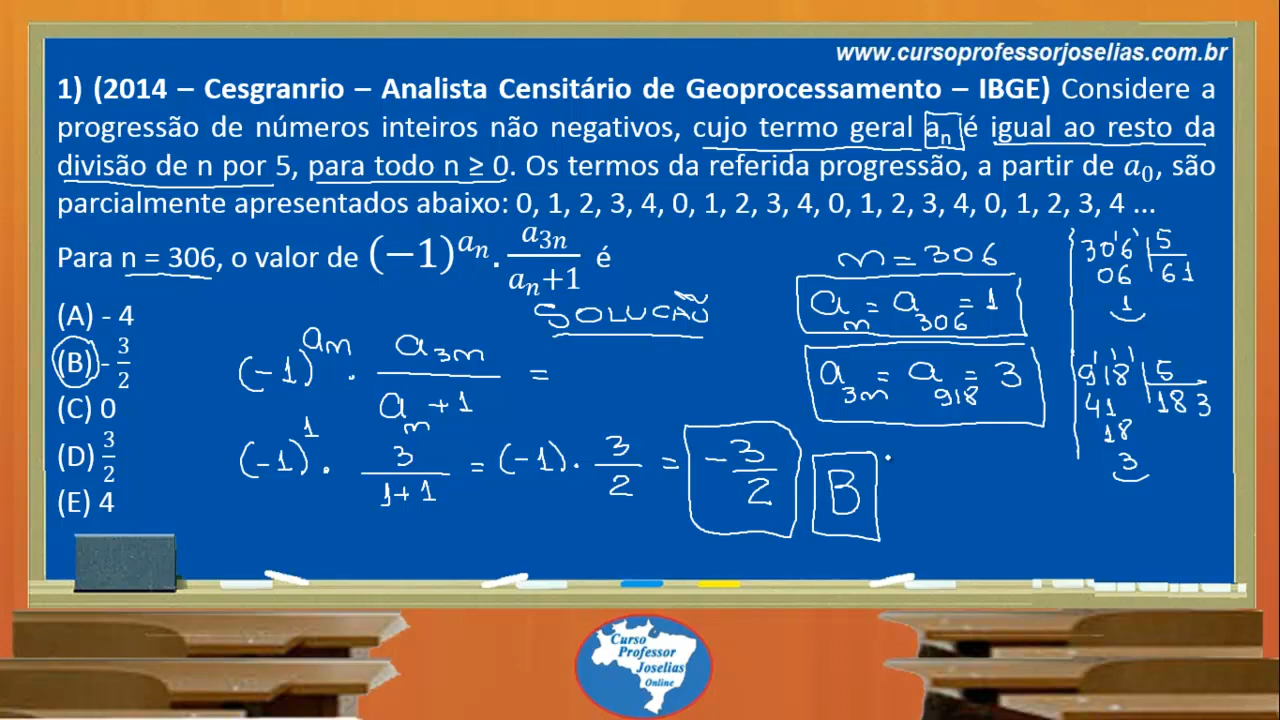 www.cursoprofessorjoselias.com.br
1) (2014 – Cesgranrio – Analista Censitário de Geoprocessamento – IBGE) Considere a
progressão de números inteiros não negativos, cujo termo geral aₙ é igual ao resto da
divisão de n por 5, para todo n ≥ 0. Os termos da referida progressão, a partir de a₀, são
parcialmente apresentados abaixo: 0, 1, 2, 3, 4, 0, 1, 2, 3, 4, 0, 1, 2, 3, 4, 0, 1, 2, 3, 4 ...
Para n = 306, o valor de (−1)^aₙ . a₃ₙ/(aₙ+1) é
(A) - 4
(B) - 3/2
(C) 0
(D) 3/2
(E) 4
SOLUCÃO
(-1)^am . a3m/(am + 1) =
(-1)^1 . 3/(1+1) = (-1) . 3/2 = -3/2
B
m = 306
am = a306 = 1
a3m = a918 = 3
306 5
06 61
1
918 5
41 183
18
3
Curso
Professor
Joselias
Online